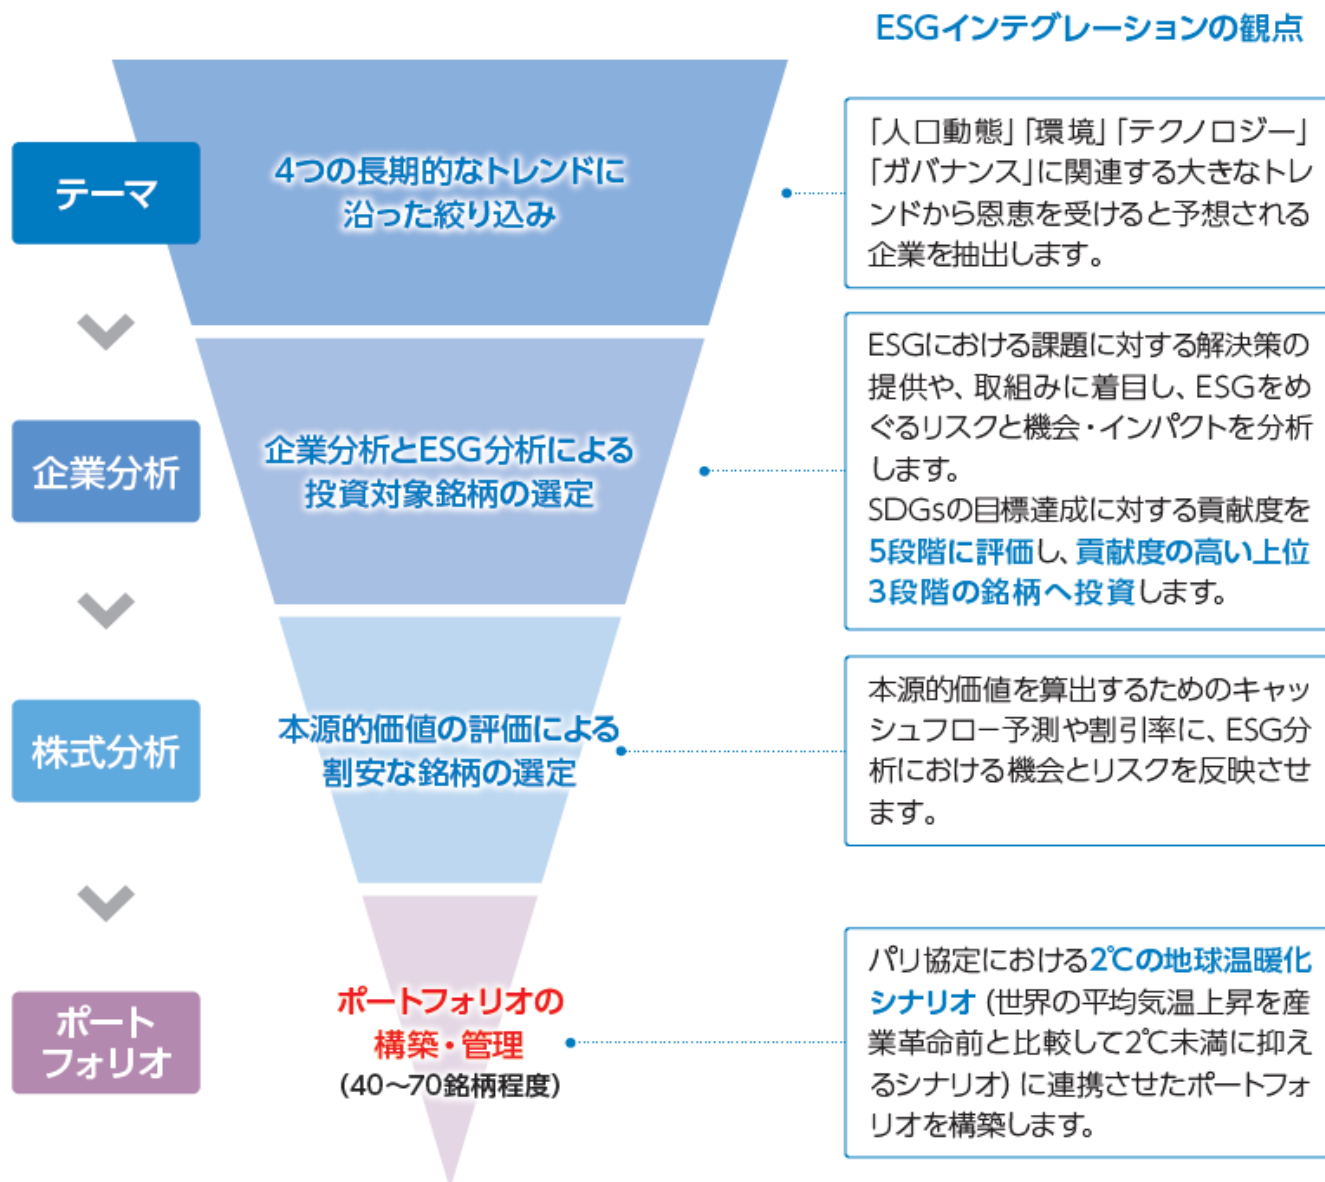 ESGインテグレーションの観点
テーマ
4つの長期的なトレンドに
沿った絞り込み
「人口動態」「環境」「テクノロジー」
「ガバナンス」に関連する大きなトレ
ンドから恩恵を受けると予想される
企業を抽出します。
企業分析
企業分析とESG分析による
投資対象銘柄の選定
ESGにおける課題に対する解決策の
提供や、取組みに着目し、ESGをめ
ぐるリスクと機会・インパクトを分析
します。
SDGsの目標達成に対する貢献度を
5段階に評価し、貢献度の高い上位
3段階の銘柄へ投資します。
株式分析
本源的価値の評価による
割安な銘柄の選定
本源的価値を算出するためのキャッ
シュフロー予測や割引率に、ESG分
析における機会とリスクを反映させ
ます。
ポート
フォリオ
ポートフォリオの
構築・管理
(40～70銘柄程度)
パリ協定における2℃の地球温暖化
シナリオ (世界の平均気温上昇を産
業革命前と比較して2℃未満に抑え
るシナリオ) に連携させたポートフォ
リオを構築します。